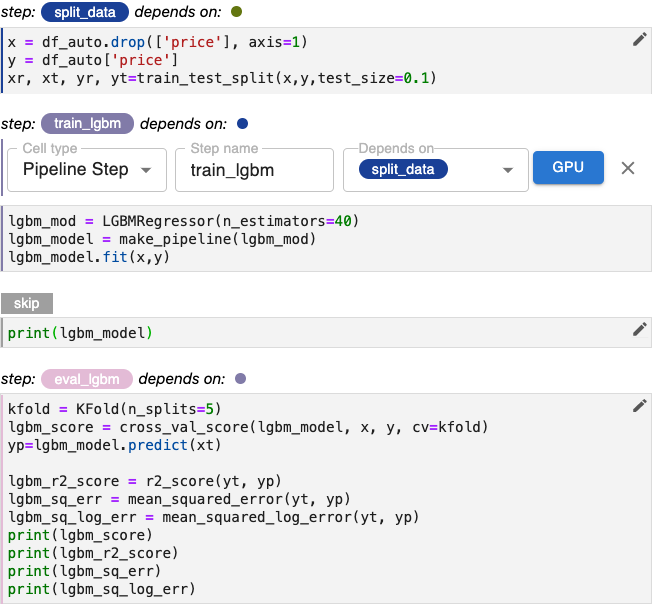 step: split_data depends on:
x = df_auto.drop(['price'], axis=1)
y = df_auto['price']
xr, xt, yr, yt=train_test_split(x,y,test_size=0.1)
step: train_lgbm depends on:
Cell type Step name Depends on
Pipeline Step train_lgbm split_data GPU
lgbm_mod = LGBMRegressor(n_estimators=40)
lgbm_model = make_pipeline(lgbm_mod)
lgbm_model.fit(x,y)
skip
print(lgbm_model)
step: eval_lgbm depends on:
kfold = KFold(n_splits=5)
lgbm_score = cross_val_score(lgbm_model, x, y, cv=kfold)
yp=lgbm_model.predict(xt)
lgbm_r2_score = r2_score(yt, yp)
lgbm_sq_err = mean_squared_error(yt, yp)
lgbm_sq_log_err = mean_squared_log_error(yt, yp)
print(lgbm_score)
print(lgbm_r2_score)
print(lgbm_sq_err)
print(lgbm_sq_log_err)